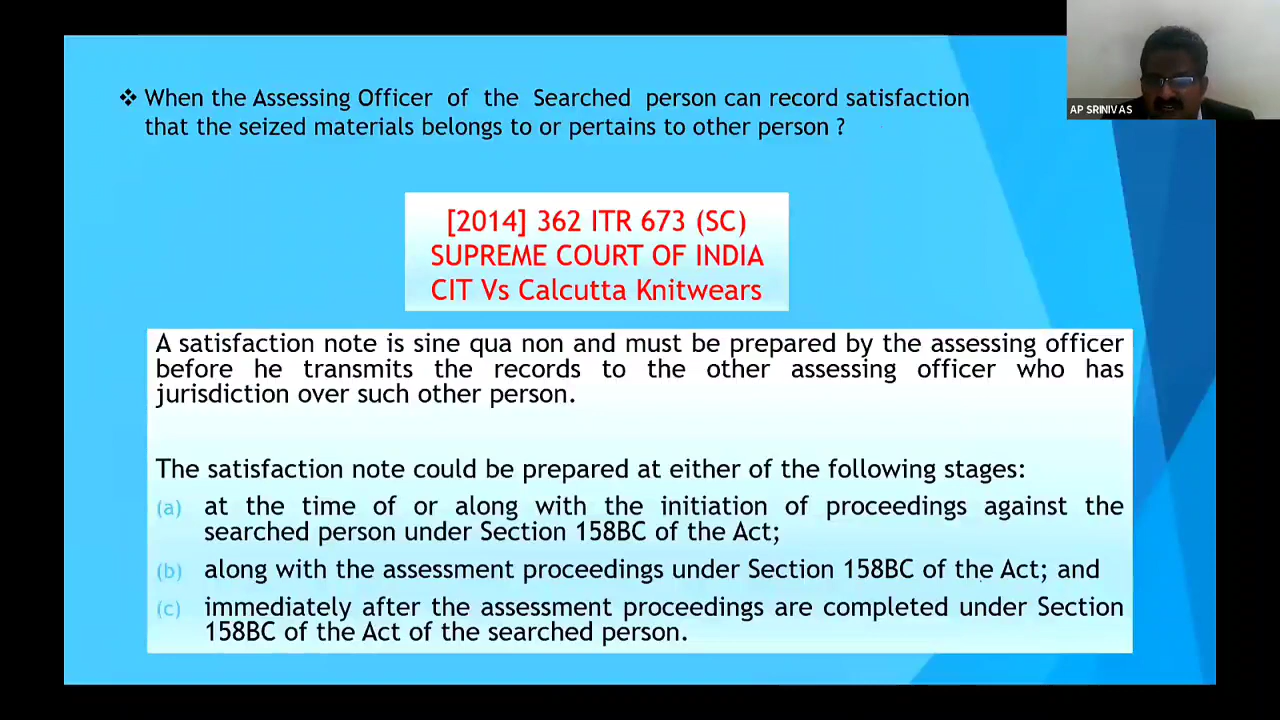 ❖ When the Assessing Officer of the Searched person can record satisfaction
that the seized materials belongs to or pertains to other person ?
AP SRINIVAS
[2014] 362 ITR 673 (SC)
SUPREME COURT OF INDIA
CIT Vs Calcutta Knitwears
A satisfaction note is sine qua non and must be prepared by the assessing officer
before he transmits the records to the other assessing officer who has
jurisdiction over such other person.
The satisfaction note could be prepared at either of the following stages:
(a) at the time of or along with the initiation of proceedings against the
searched person under Section 158BC of the Act;
(b) along with the assessment proceedings under Section 158BC of the Act; and
(c) immediately after the assessment proceedings are completed under Section
158BC of the Act of the searched person.